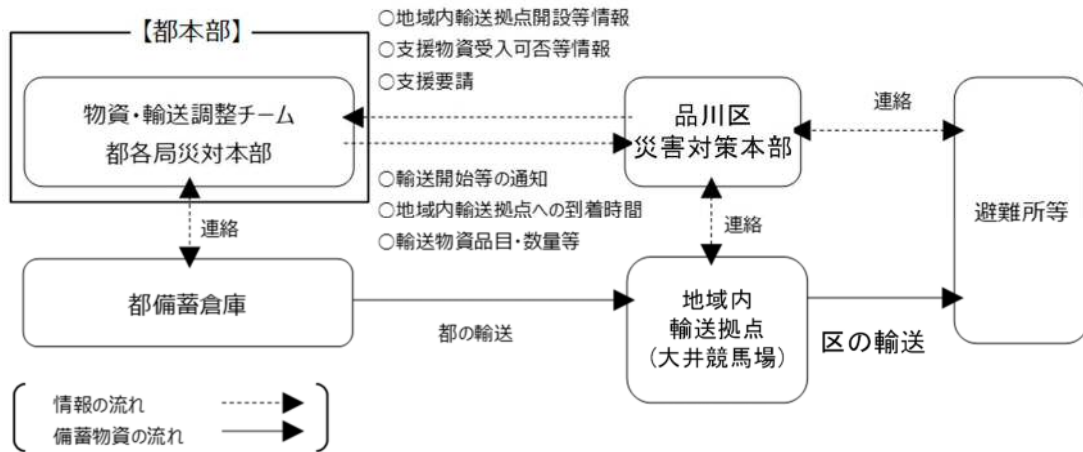 【都本部】
○地域内輸送拠点開設等情報
○支援物資受入可否等情報
○支援要請
物資・輸送調整チーム
都各局災対本部
品川区
災害対策本部
連絡
避難所等
○輸送開始等の通知
○地域内輸送拠点への到着時間
○輸送物資品目・数量等
連絡
連絡
都備蓄倉庫
都の輸送
地域内
輸送拠点
(大井競馬場)
区の輸送
情報の流れ
備蓄物資の流れ